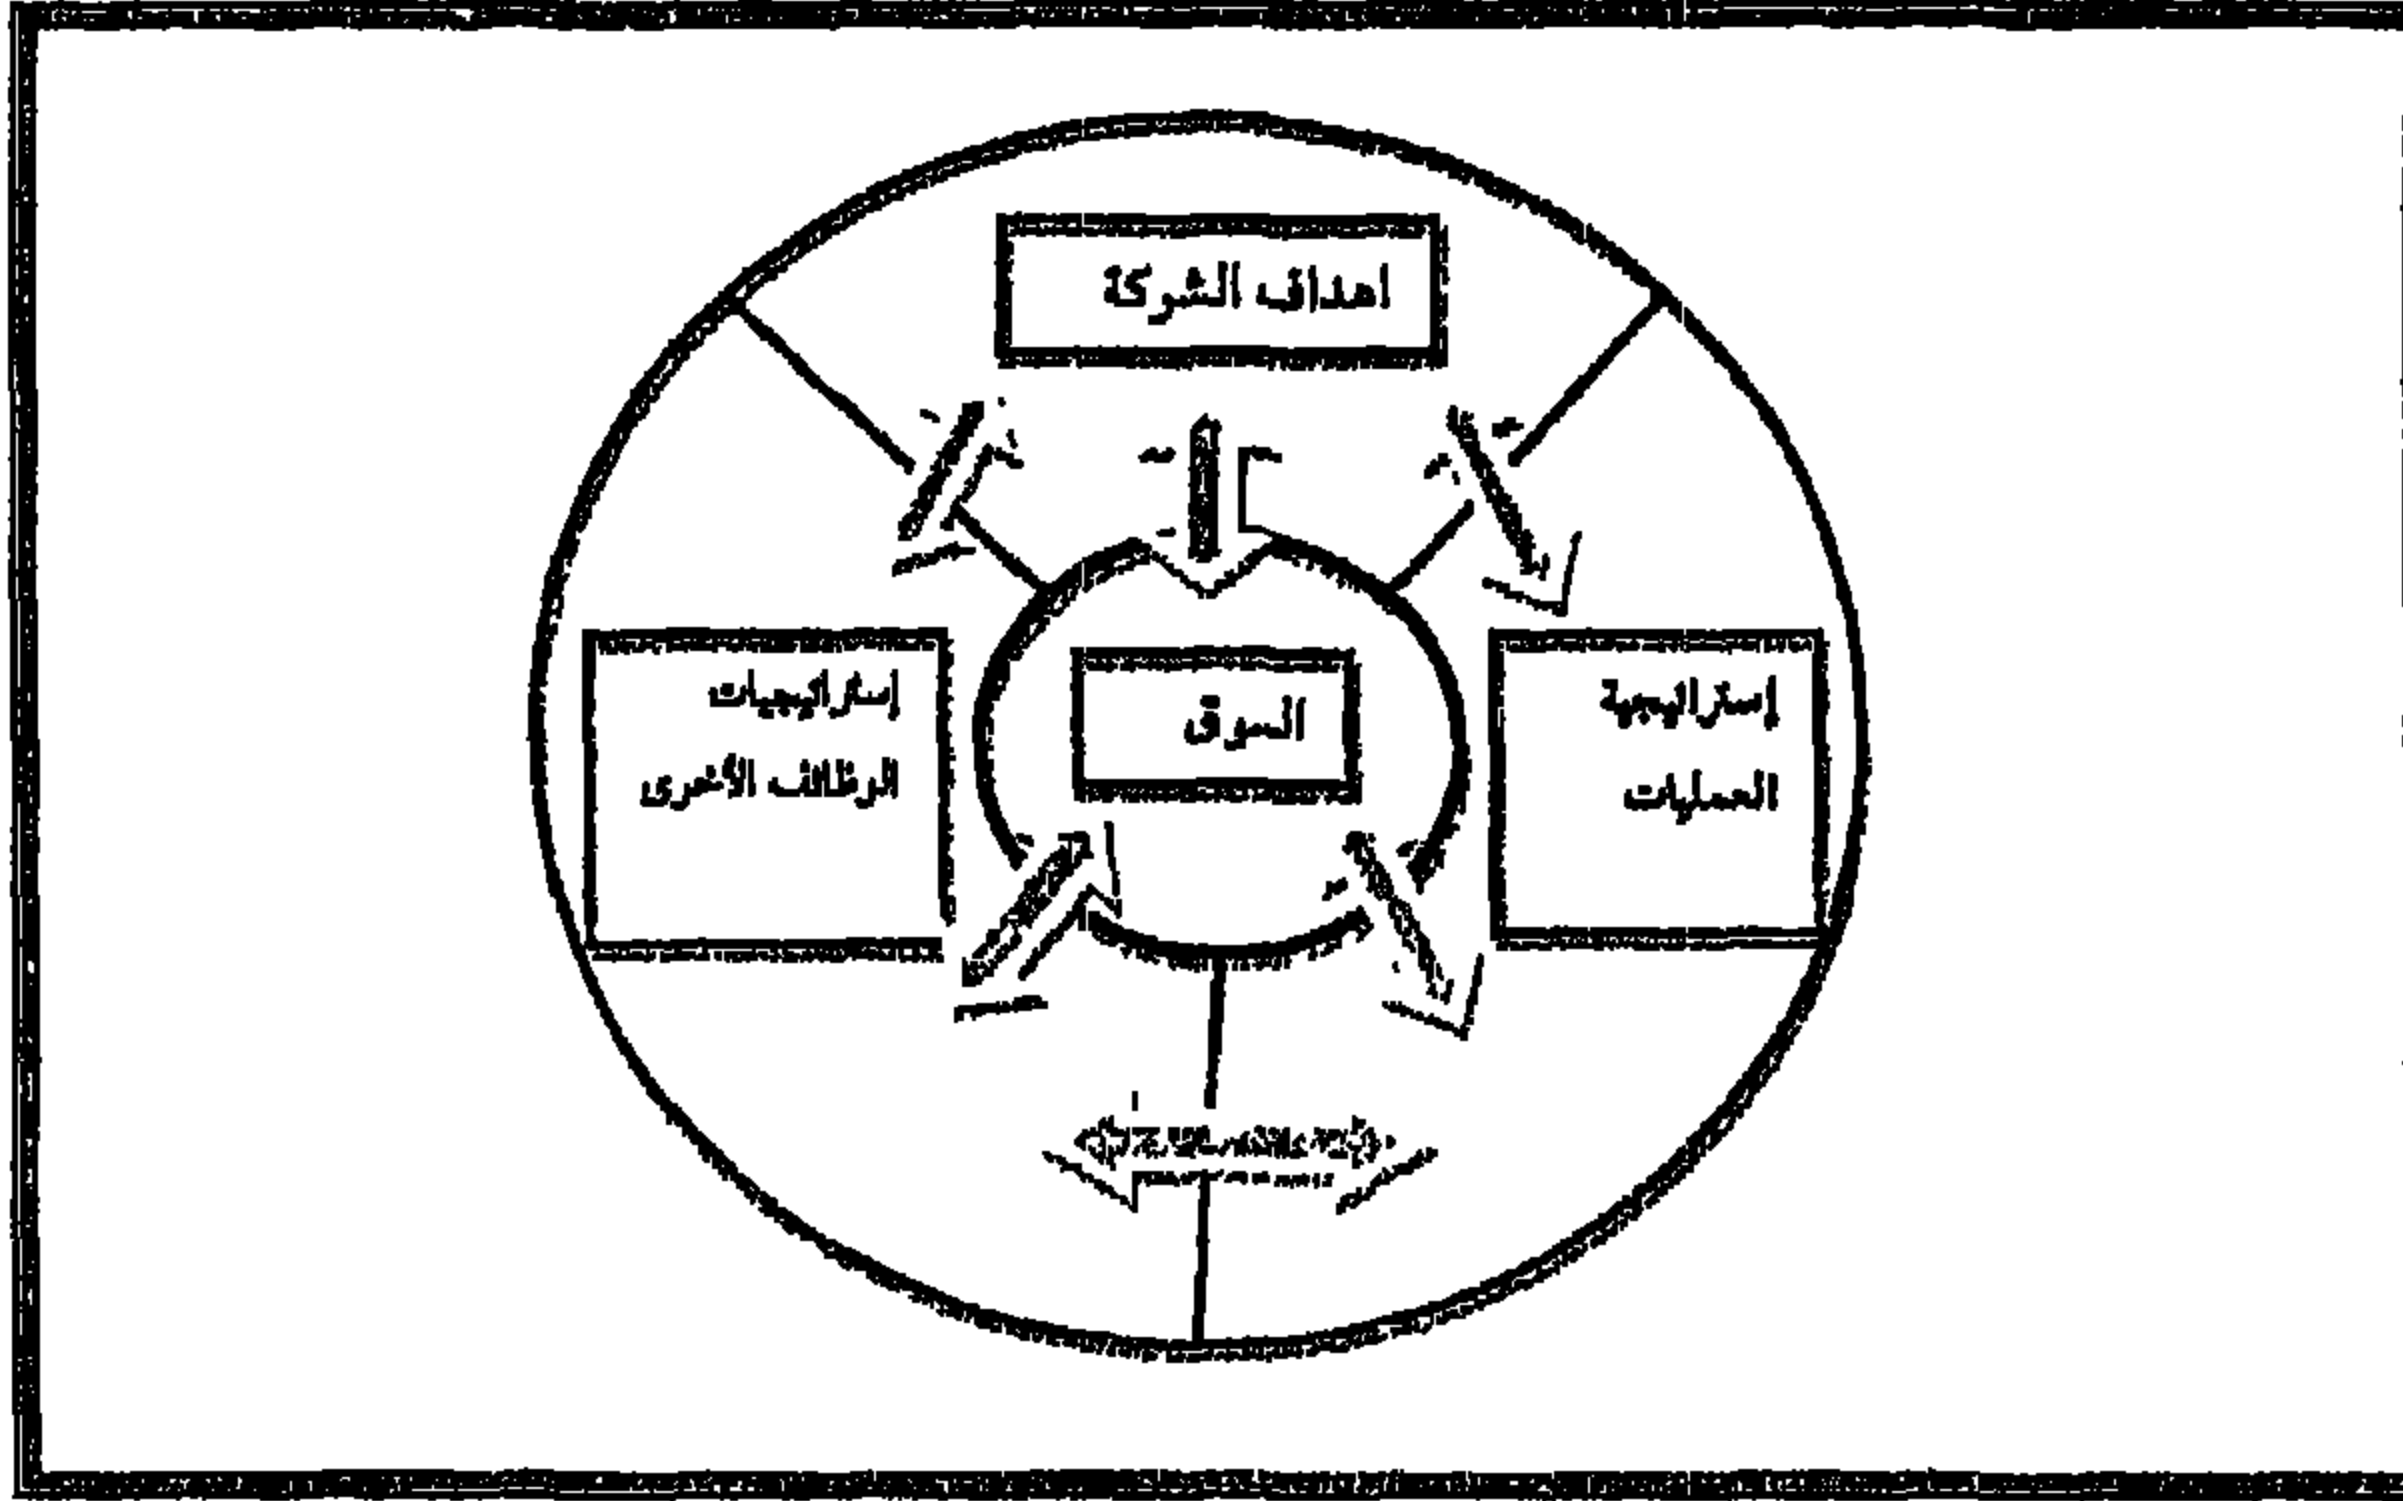 اهداف الشركة
إستراتيجية
العمليات
السوق
إستراتيجيات
الوظائف الأخرى